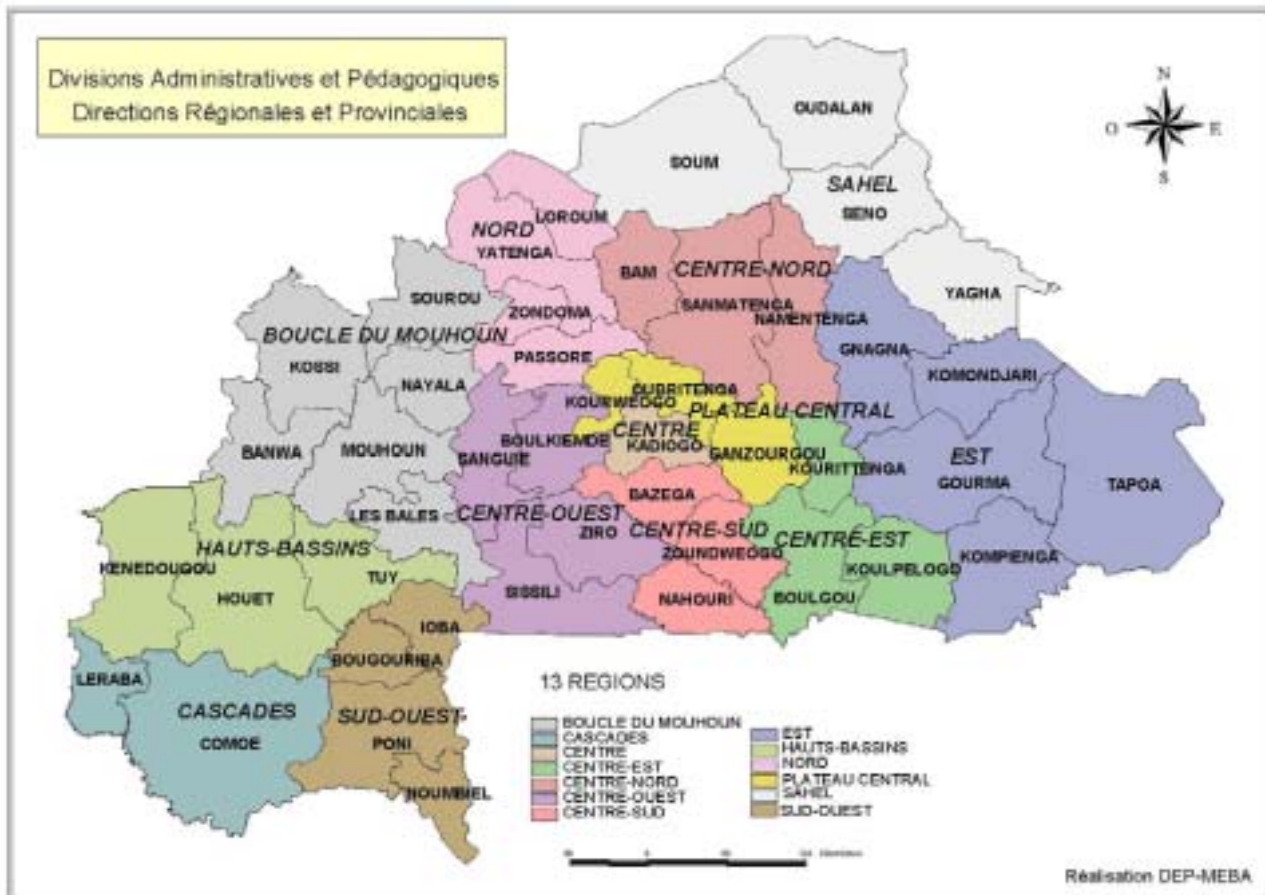 Divisions Administratives et Pédagogiques
Directions Régionales et Provinciales
N
O E
S
OUDALAN
SOUM
SAHEL
SENO
LOROUM
NORD
YATENGA
BAM
CENTRE-NORD
YAGHA
SOUROU
SANMATENGA
NAMENTENGA
ZONDOMA
BOUCLE DU MOUHOUN
GNAGNA
KOSSI
PASSORE
KOMONDJARI
NAYALA
OUBRITENGA
KOURWEOGO
PLATEAU CENTRAL
CENTRE
BOULKIEMDE
KADIOGO
BANWA
MOUHOUN
SANGUIE
GANZOURGOU
EST
KOURITTENGA
GOURMA
TAPOA
BAZEGA
LES BALES
CENTRE-OUEST
ZIRO
CENTRE-SUD
CENTRE-EST
HAUTS-BASSINS
ZOUNDWEOGO
KOMPIENGA
KENEDOUGOU
TUY
KOULPELOGO
SISSILI
HOUET
NAHOURI
BOULGOU
IOBA
BOUGOURIBA
LERABA
CASCADES
SUD-OUEST
COMOE
PONI
NOUMBIEL
13 REGIONS
BOUCLE DU MOUHOUN
CASCADES
CENTRE
CENTRE-EST
CENTRE-NORD
CENTRE-OUEST
CENTRE-SUD
EST
HAUTS-BASSINS
NORD
PLATEAU CENTRAL
SAHEL
SUD-OUEST
Réalisation DEP-MEBA